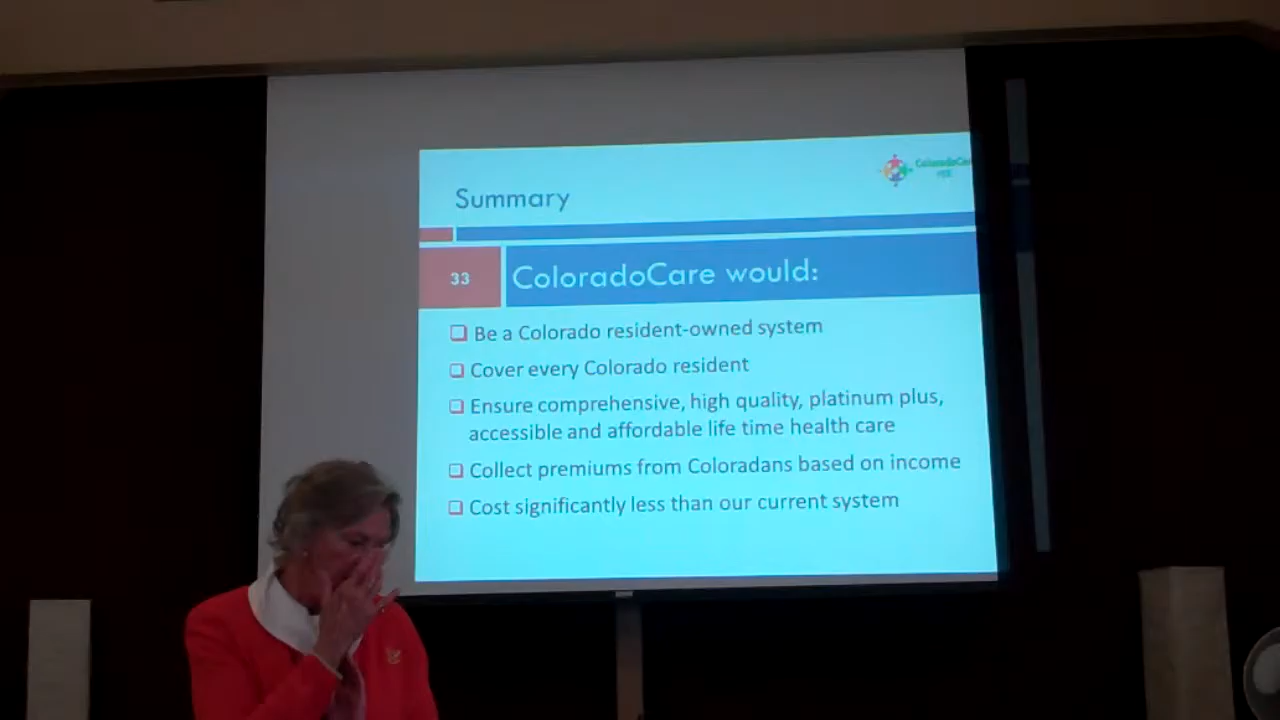 ColoradoCare
YES
Summary
33
ColoradoCare would:
Be a Colorado resident-owned system
Cover every Colorado resident
Ensure comprehensive, high quality, platinum plus,
accessible and affordable life time health care
Collect premiums from Coloradans based on income
Cost significantly less than our current system